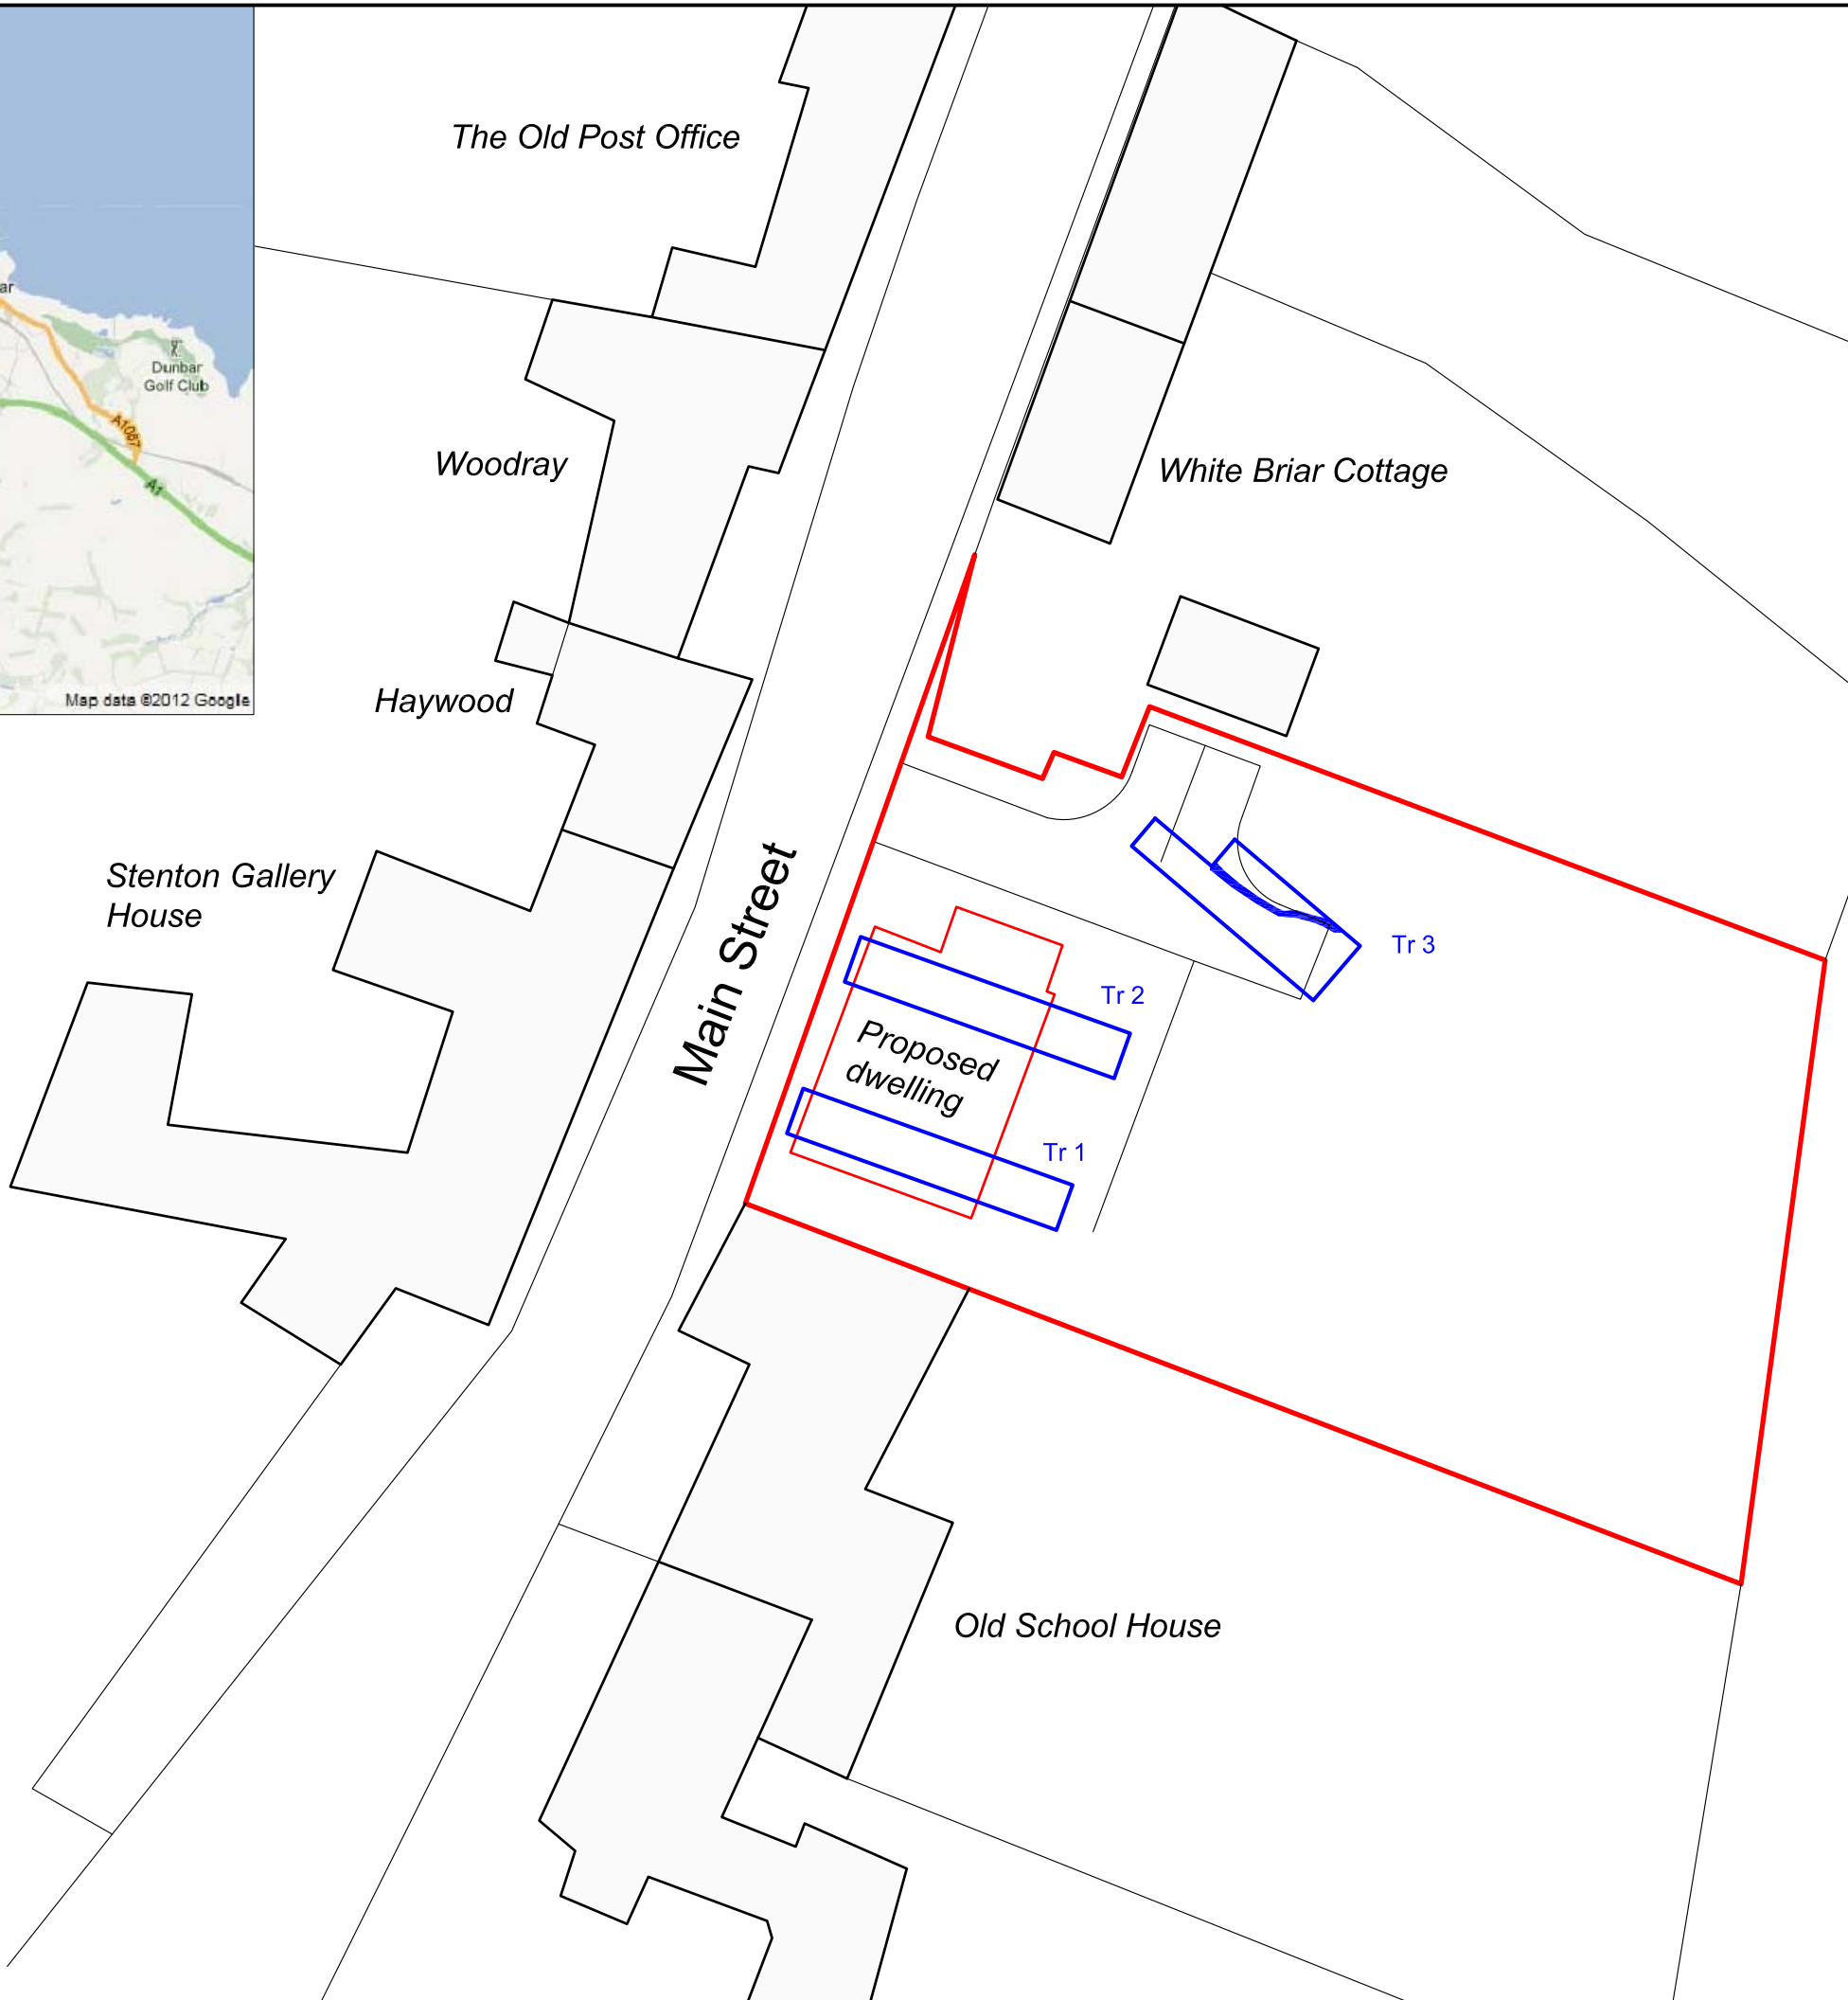 The Old Post Office
ar
Dunbar
Golf Club
A1087
A1
Woodray
White Briar Cottage
Map data ©2012 Google
Haywood
Stenton Gallery
House
Main Street
Tr 3
Tr 2
Proposed
dwelling
Tr 1
Old School House